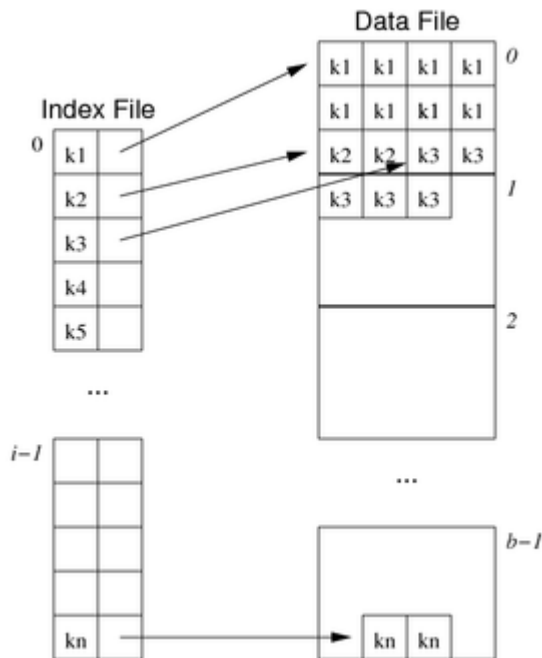 Data File
Index File
0
k1
k2
k3
k4
k5
...
i−1
kn
k1 k1 k1 k1
0
k1 k1 k1 k1
k2 k2 k3 k3
1
k3 k3 k3
2
...
b−1
kn kn